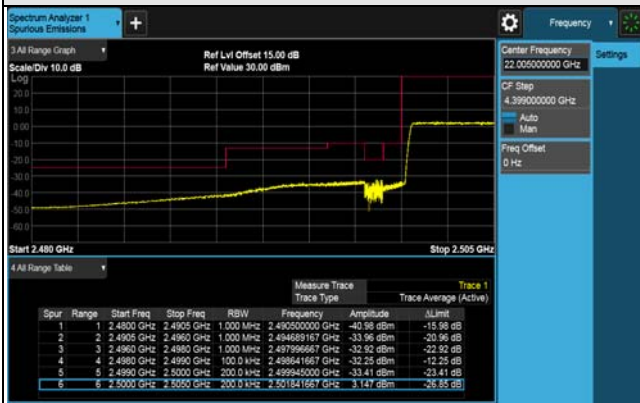 Spectrum Analyzer 1
Spurious Emissions
+
Frequency
3 All Range Graph
Ref Lvl Offset 15.00 dB
Scale/Div 10.0 dB
Ref Value 30.00 dBm
Log
20.0
10.0
0.00
-10.0
-20.0
-30.0
-40.0
-50.0
-60.0
Start 2.480 GHz
Stop 2.505 GHz
4 All Range Table
Measure Trace Trace 1
Trace Type Trace Average (Active)
Spur Range Start Freq Stop Freq RBW Frequency Amplitude ΔLimit
1 1 2.4800 GHz 2.4905 GHz 1.000 MHz 2.490500000 GHz -40.98 dBm -15.98 dB
2 2 2.4905 GHz 2.4960 GHz 1.000 MHz 2.494689167 GHz -33.96 dBm -20.96 dB
3 3 2.4960 GHz 2.4980 GHz 1.000 MHz 2.497996667 GHz -32.92 dBm -22.92 dB
4 4 2.4980 GHz 2.4990 GHz 100.0 kHz 2.498641667 GHz -32.25 dBm -12.25 dB
5 5 2.4990 GHz 2.5000 GHz 200.0 kHz 2.499945000 GHz -33.41 dBm -23.41 dB
6 6 2.5000 GHz 2.5050 GHz 200.0 kHz 2.501841667 GHz 3.147 dBm -26.85 dB
Center Frequency
22.005000000 GHz
Settings
CF Step
4.399000000 GHz
Auto
Man
Freq Offset
0 Hz